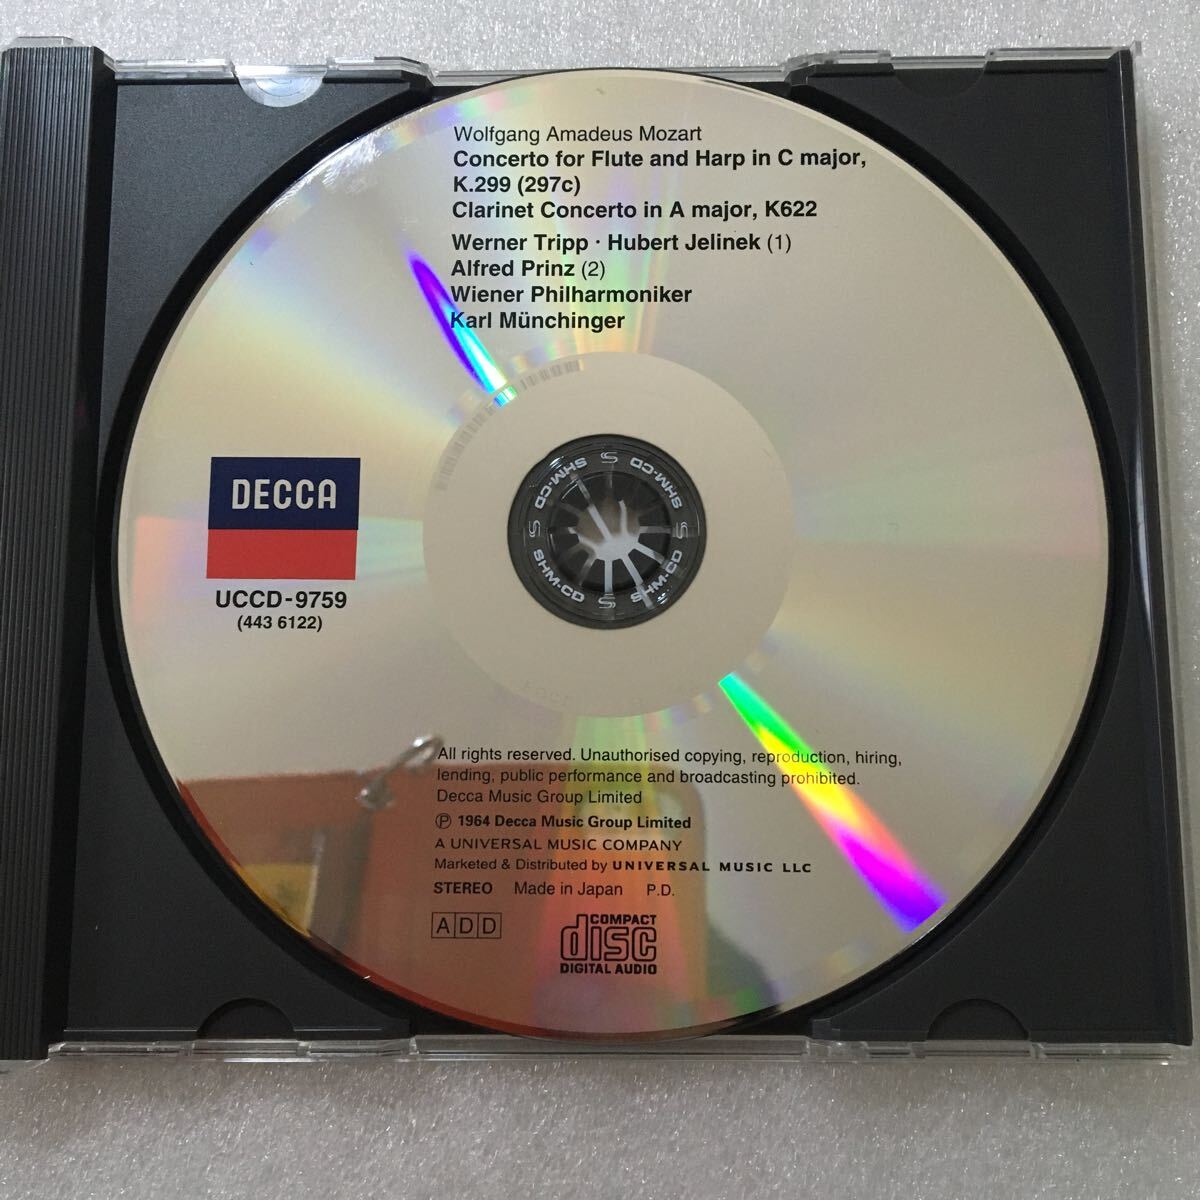 Wolfgang Amadeus Mozart
Concerto for Flute and Harp in C major,
K.299 (297c)
Clarinet Concerto in A major, K622
Werner Tripp · Hubert Jelinek (1)
Alfred Prinz (2)
Wiener Philharmoniker
Karl Münchinger
DECCA
UCCD-9759
(443 6122)
SHM-CD S SHM-CD S SHM-CD S SHM-CD S
All rights reserved. Unauthorised copying, reproduction, hiring,
lending, public performance and broadcasting prohibited.
Decca Music Group Limited
℗ 1964 Decca Music Group Limited
A UNIVERSAL MUSIC COMPANY
Marketed & Distributed by UNIVERSAL MUSIC LLC
STEREO Made in Japan P.D.
ADD
COMPACT
disc
DIGITAL AUDIO